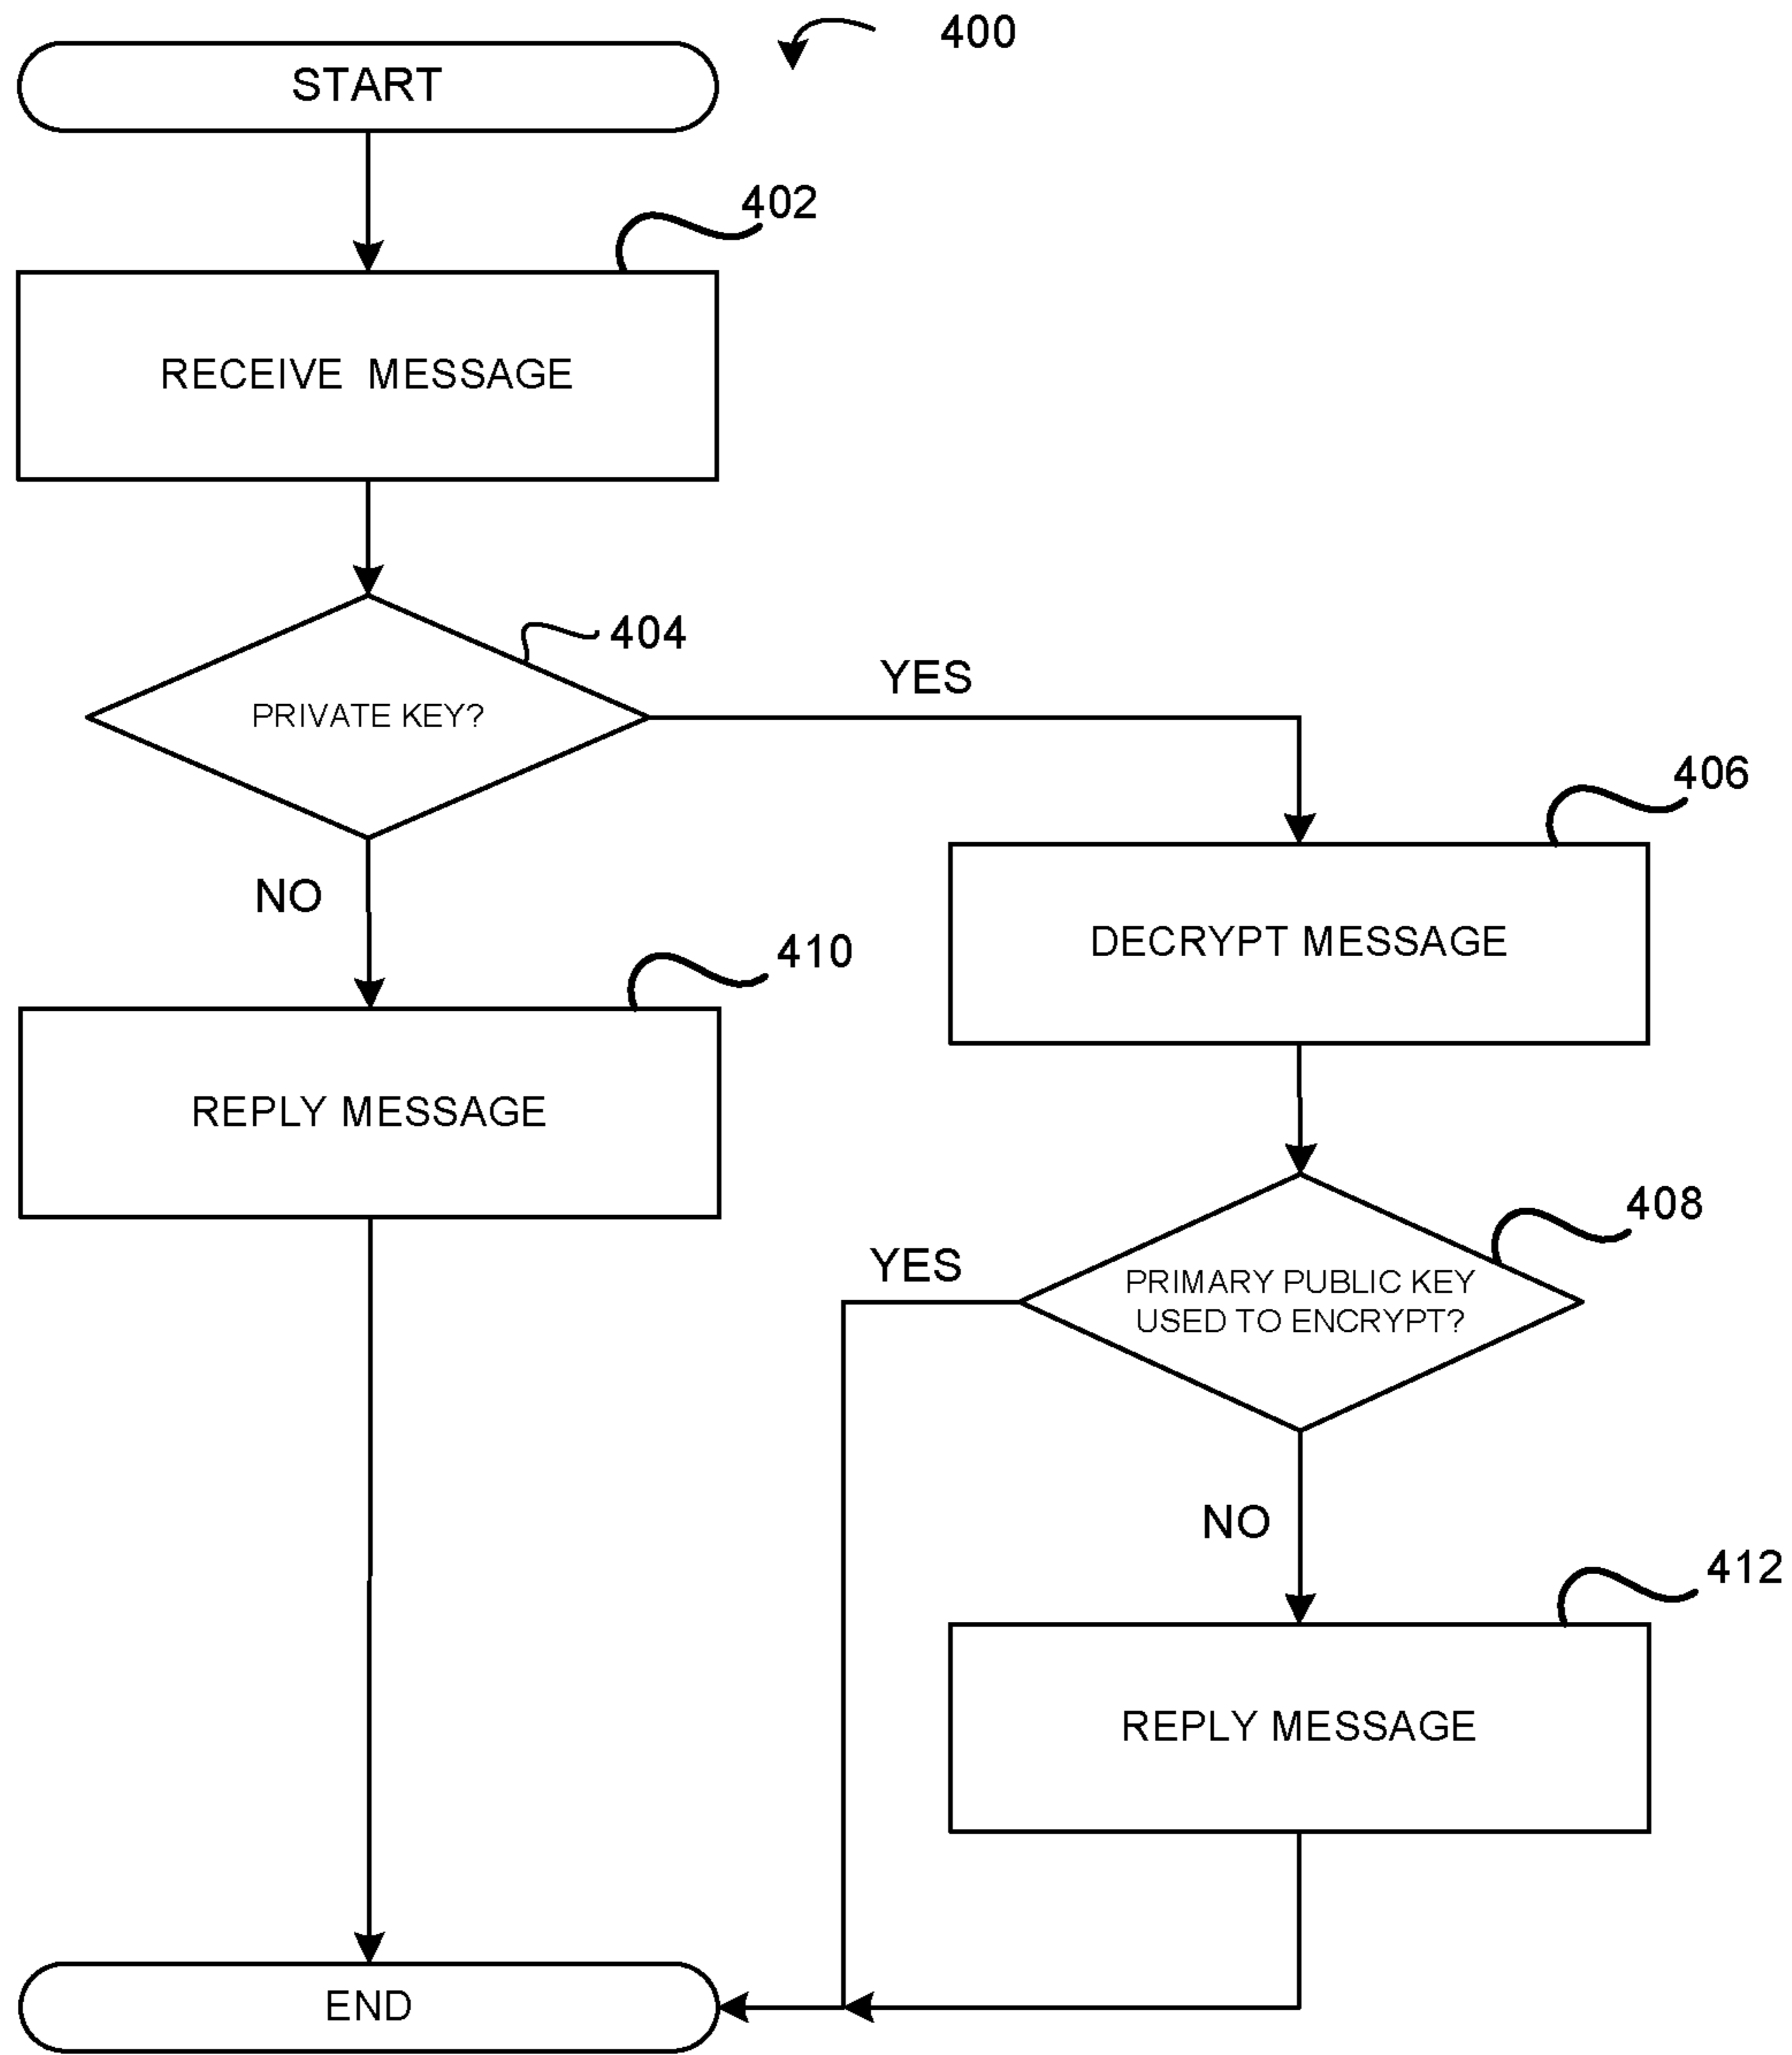 400
START
402
RECEIVE MESSAGE
404
PRIVATE KEY?
YES
406
DECRYPT MESSAGE
NO
410
REPLY MESSAGE
408
YES
PRIMARY PUBLIC KEY
USED TO ENCRYPT?
NO
412
REPLY MESSAGE
END